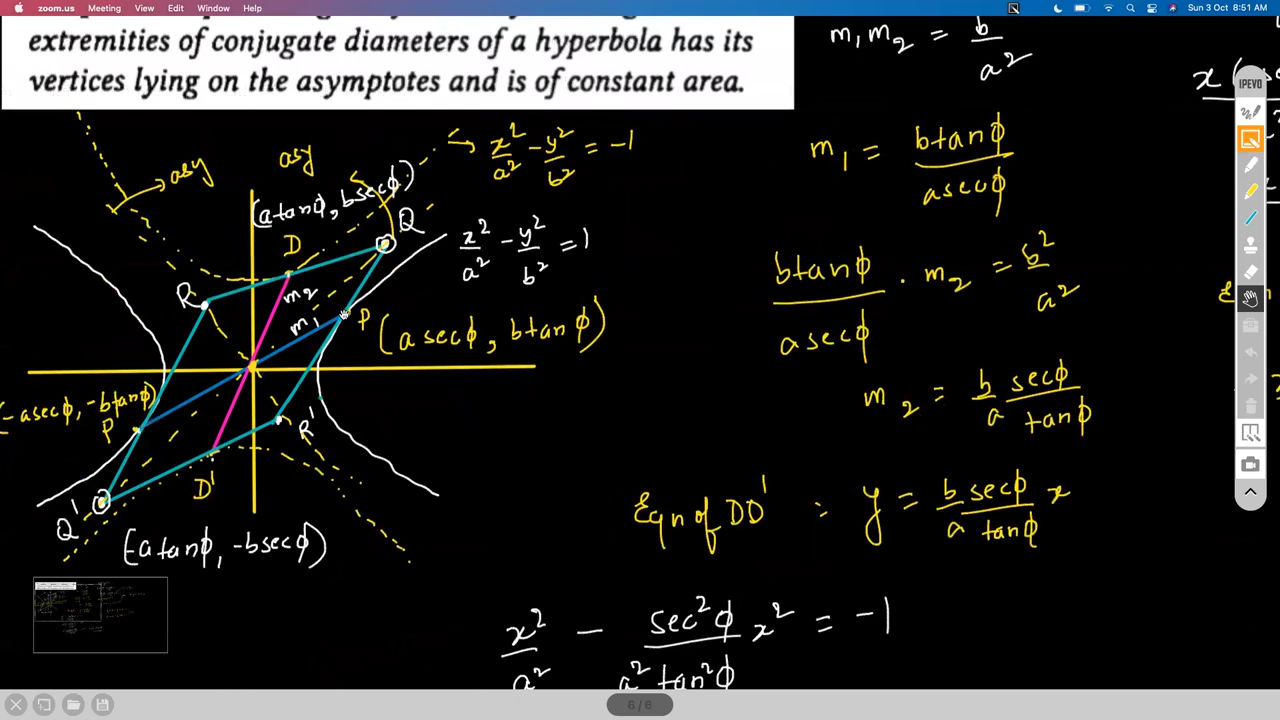 zoom.us Meeting View Edit Window Help
Sun 3 Oct 8:51 AM
extremities of conjugate diameters of a hyperbola has its
vertices lying on the asymptotes and is of constant area.
IPEVO
asy
asy
x²/a² - y²/b² = -1
(a tanϕ, b secϕ)
Q
D
R
x²/a² - y²/b² = 1
m₂
m₁
P
(a secϕ, b tanϕ)
(-a secϕ, -b tanϕ)
P'
R'
D'
Q'
(-a tanϕ, -b secϕ)
m₁m₂ = b/a²
m₁ = b tanϕ / a secϕ
b tanϕ / a secϕ . m₂ = b²/a²
m₂ = b/a secϕ/tanϕ
Eqn of DD' : y = b secϕ / a tanϕ x
x²/a² - sec²ϕ / a² tan²ϕ x² = -1
6 / 6